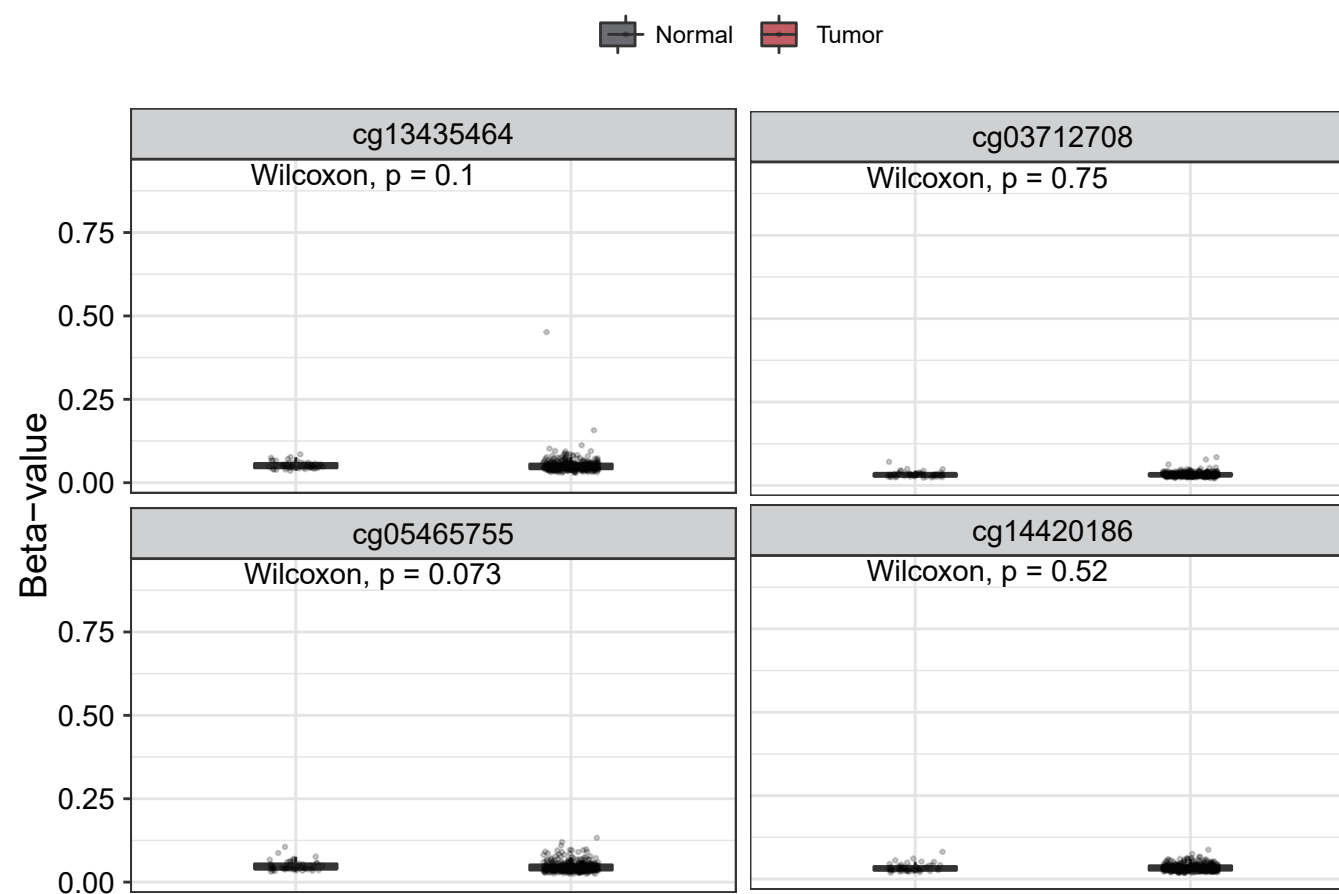 Normal Tumor
cg13435464 cg03712708
Wilcoxon, p = 0.1 Wilcoxon, p = 0.75
0.75
0.50
0.25
0.00
Beta−value
cg05465755 cg14420186
Wilcoxon, p = 0.073 Wilcoxon, p = 0.52
0.75
0.50
0.25
0.00